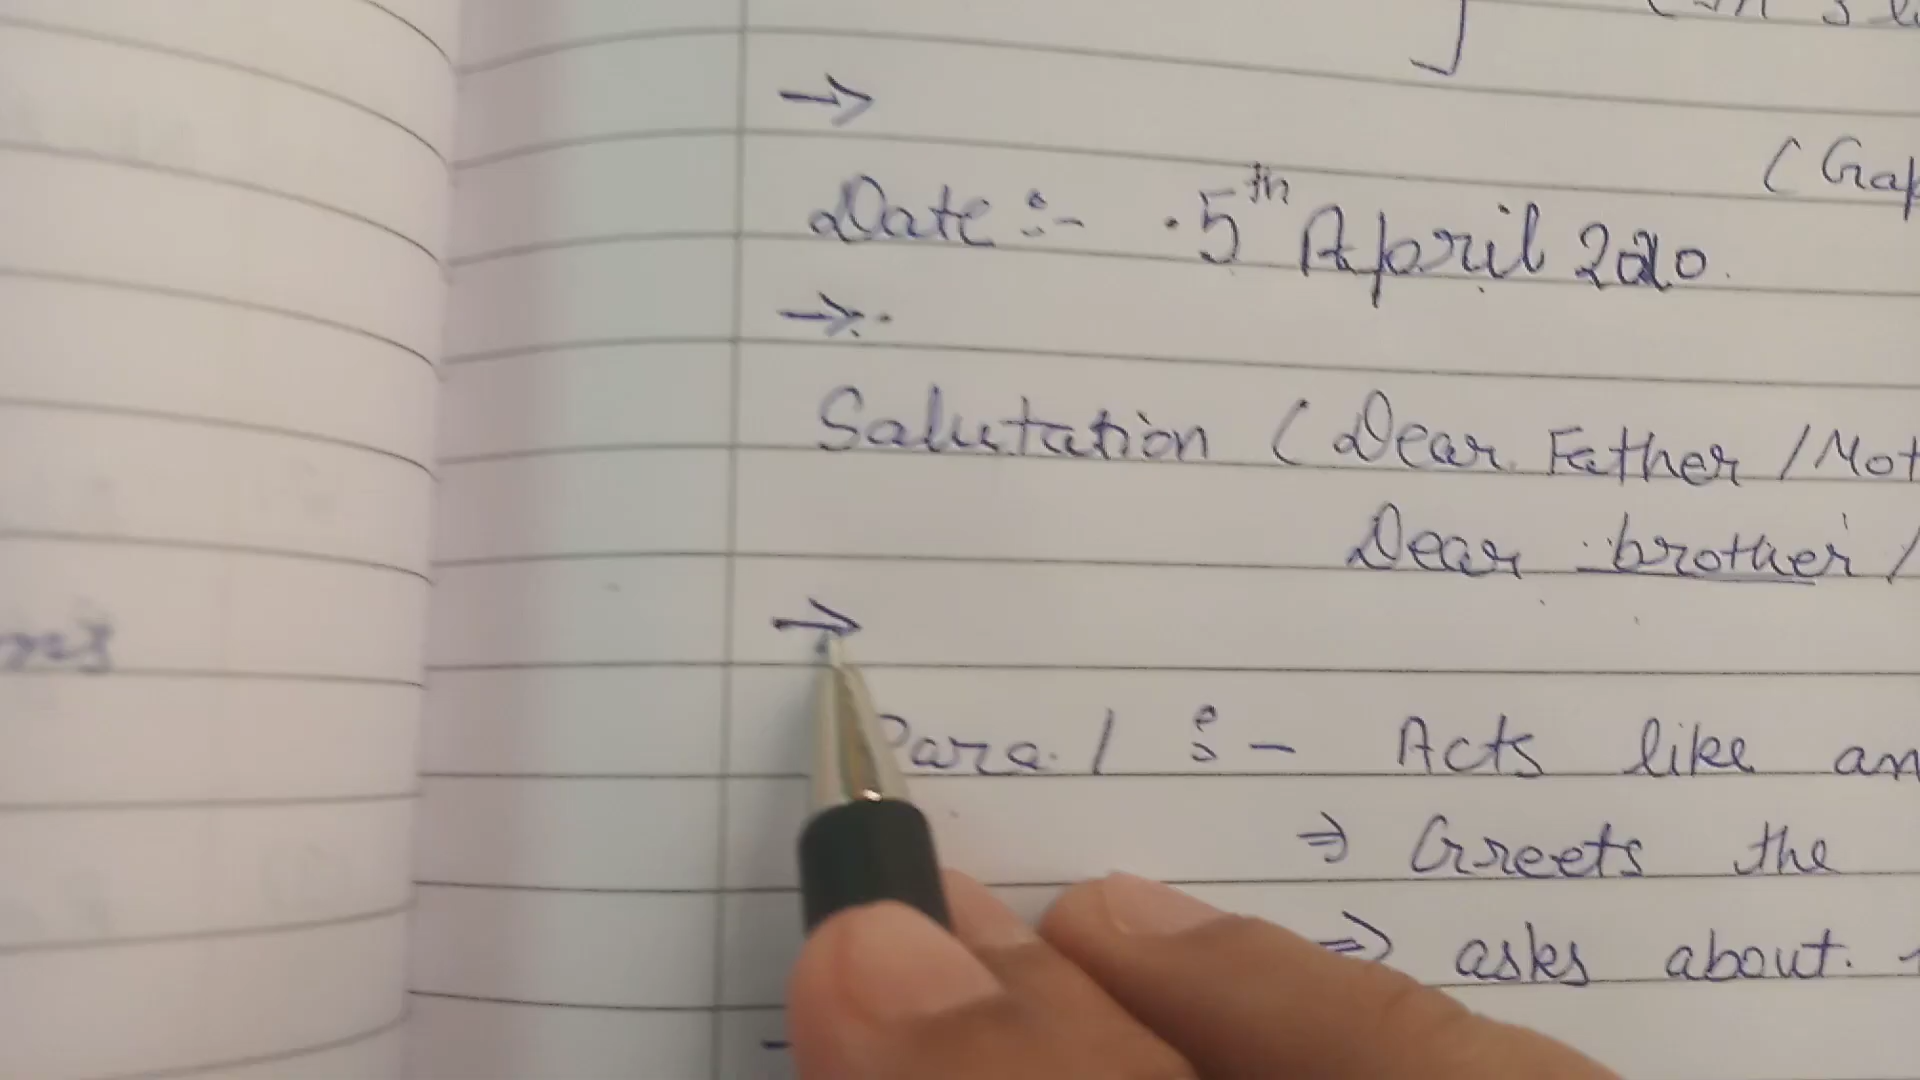 →
(Gap
Date :- 5th April 2020.
→
Salutation (Dear Father / Mot
Dear brother /
→
Para 1 :- Acts like an
⇒ Greets the
⇒ asks about